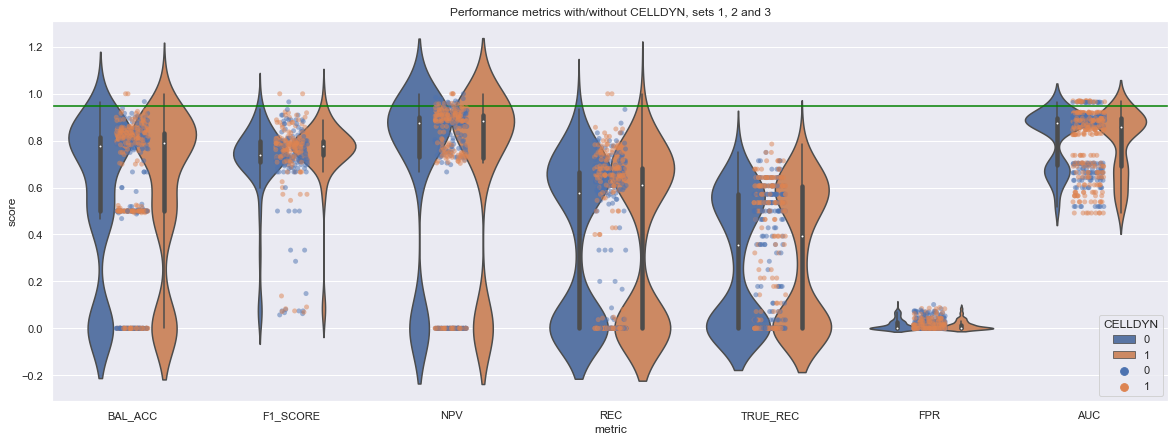 Performance metrics with/without CELLDYN, sets 1, 2 and 3
score
1.2
1.0
0.8
0.6
0.4
0.2
0.0
−0.2
BAL_ACC F1_SCORE NPV REC TRUE_REC FPR AUC
metric
CELLDYN
0
1
0
1